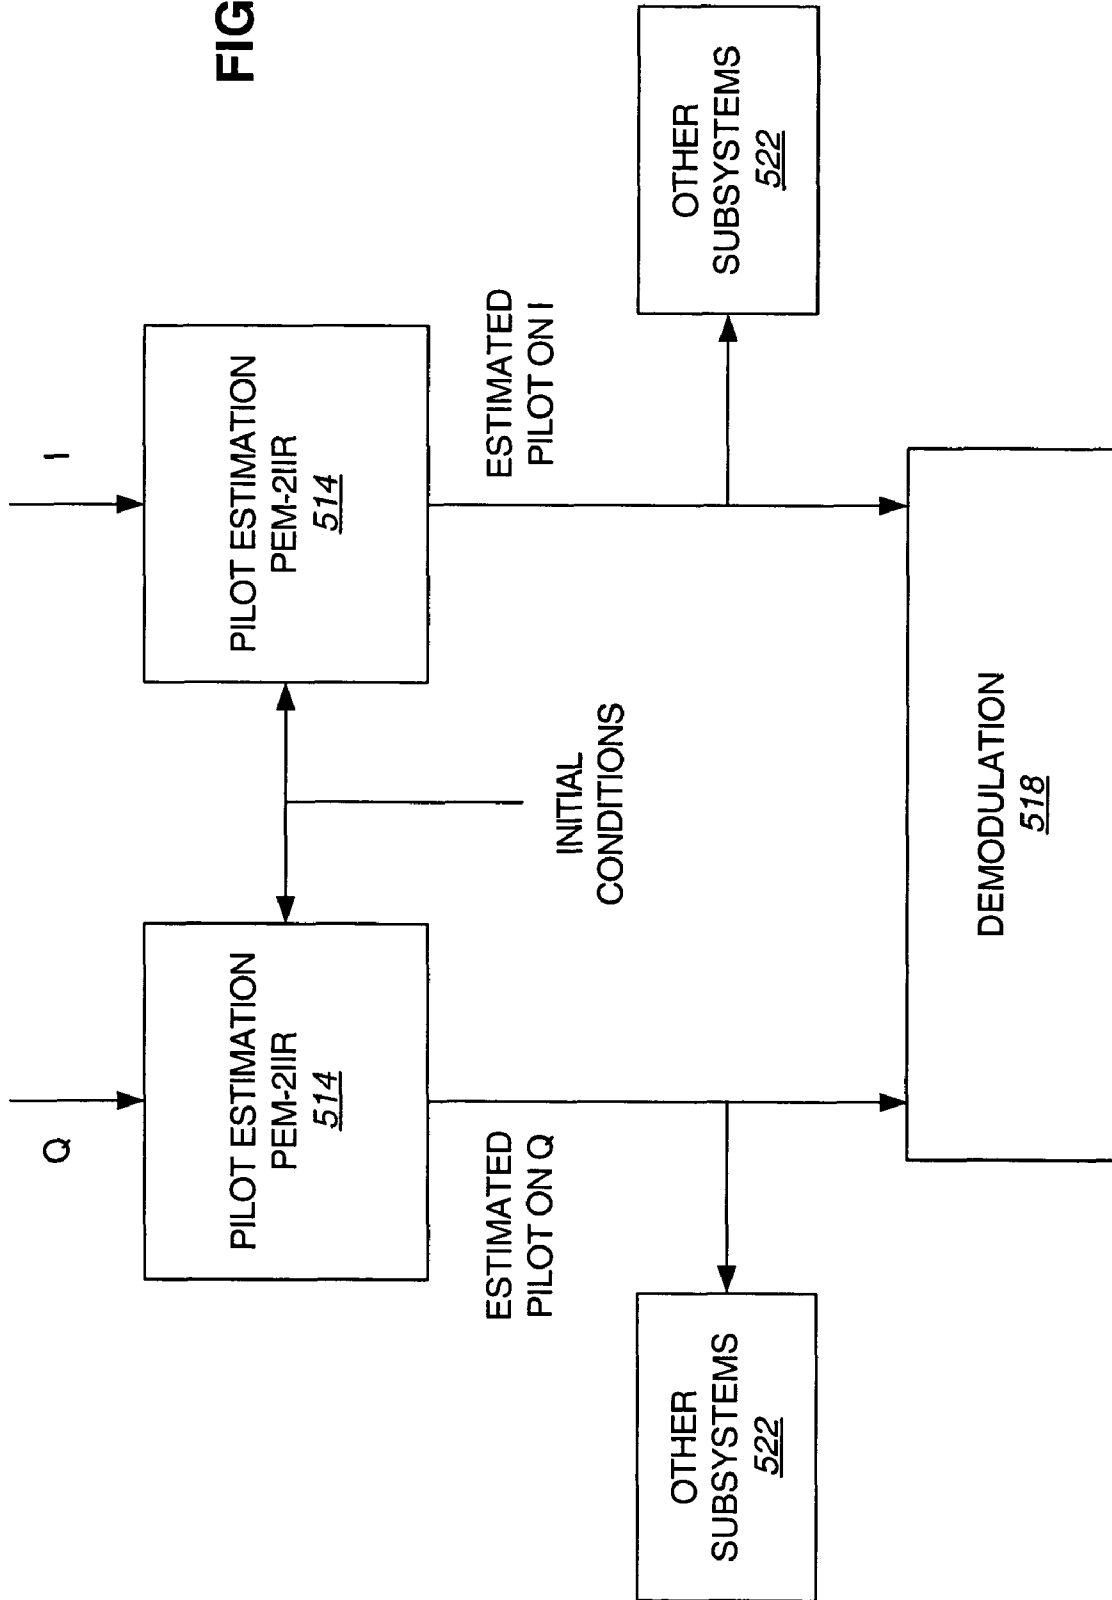 FIG
Q
I
PILOT ESTIMATION
PEM-2IIR
514
PILOT ESTIMATION
PEM-2IIR
514
INITIAL
CONDITIONS
ESTIMATED
PILOT ON Q
ESTIMATED
PILOT ON I
OTHER
SUBSYSTEMS
522
OTHER
SUBSYSTEMS
522
DEMODULATION
518